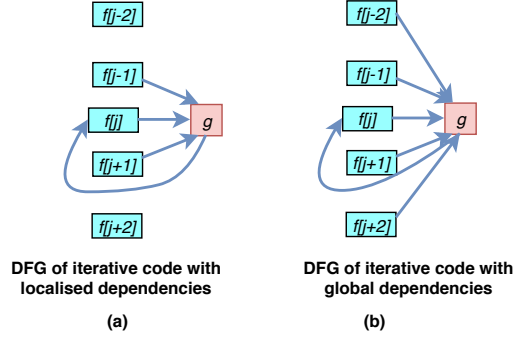 f[j-2]
f[j-1]
f[j]
g
f[j+1]
f[j+2]
DFG of iterative code with
localised dependencies
(a)
f[j-2]
f[j-1]
f[j]
g
f[j+1]
f[j+2]
DFG of iterative code with
global dependencies
(b)